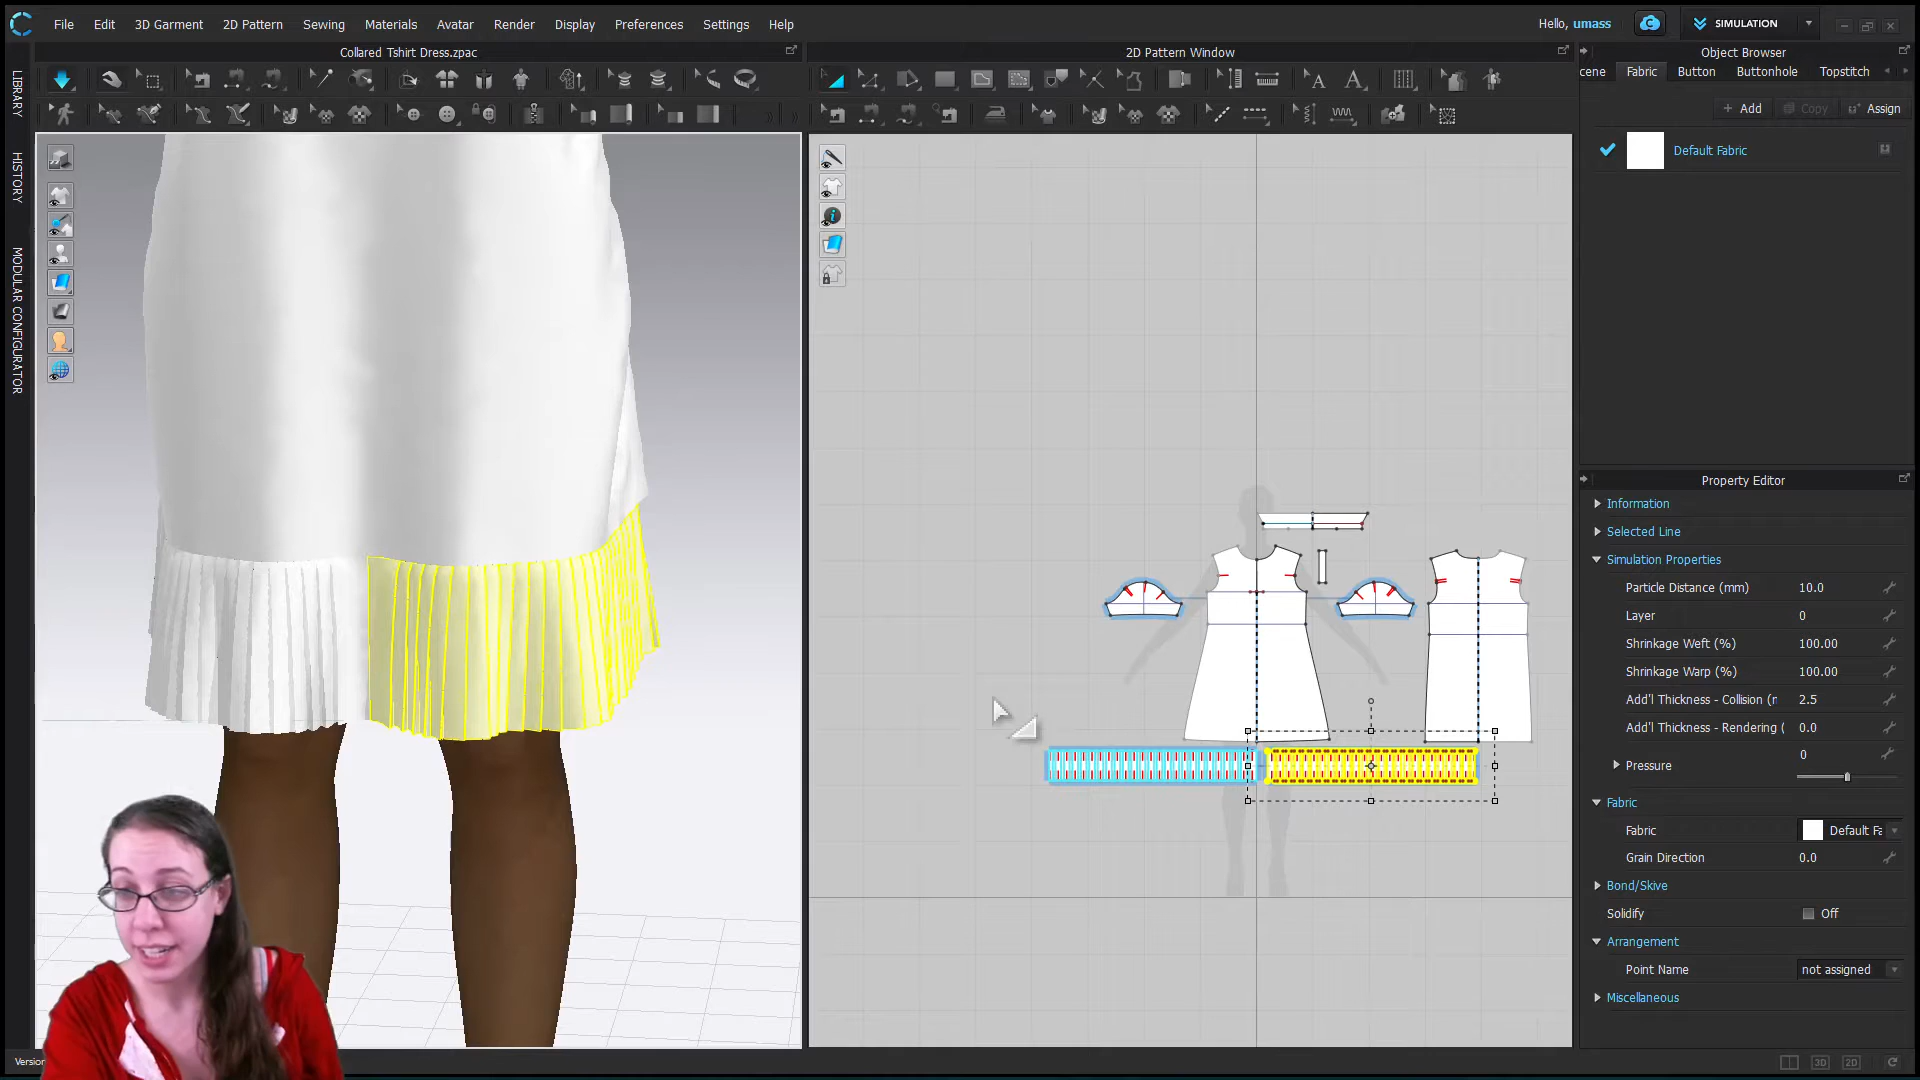 File Edit 3D Garment 2D Pattern Sewing Materials Avatar Render Display Preferences Settings Help
Hello, umass
SIMULATION
Collared Tshirt Dress.zpac
2D Pattern Window
Object Browser
cene Fabric Button Buttonhole Topstitch
Add Copy Assign
Default Fabric
LIBRARY
HISTORY
MODULAR CONFIGURATOR
Property Editor
Information
Selected Line
Simulation Properties
Particle Distance (mm) 10.0
Layer 0
Shrinkage Weft (%) 100.00
Shrinkage Warp (%) 100.00
Add'l Thickness - Collision (r 2.5
Add'l Thickness - Rendering ( 0.0
Pressure 0
Fabric
Fabric Default Fa
Grain Direction 0.0
Bond/Skive
Solidify Off
Arrangement
Point Name not assigned
Miscellaneous
Version
3D 2D